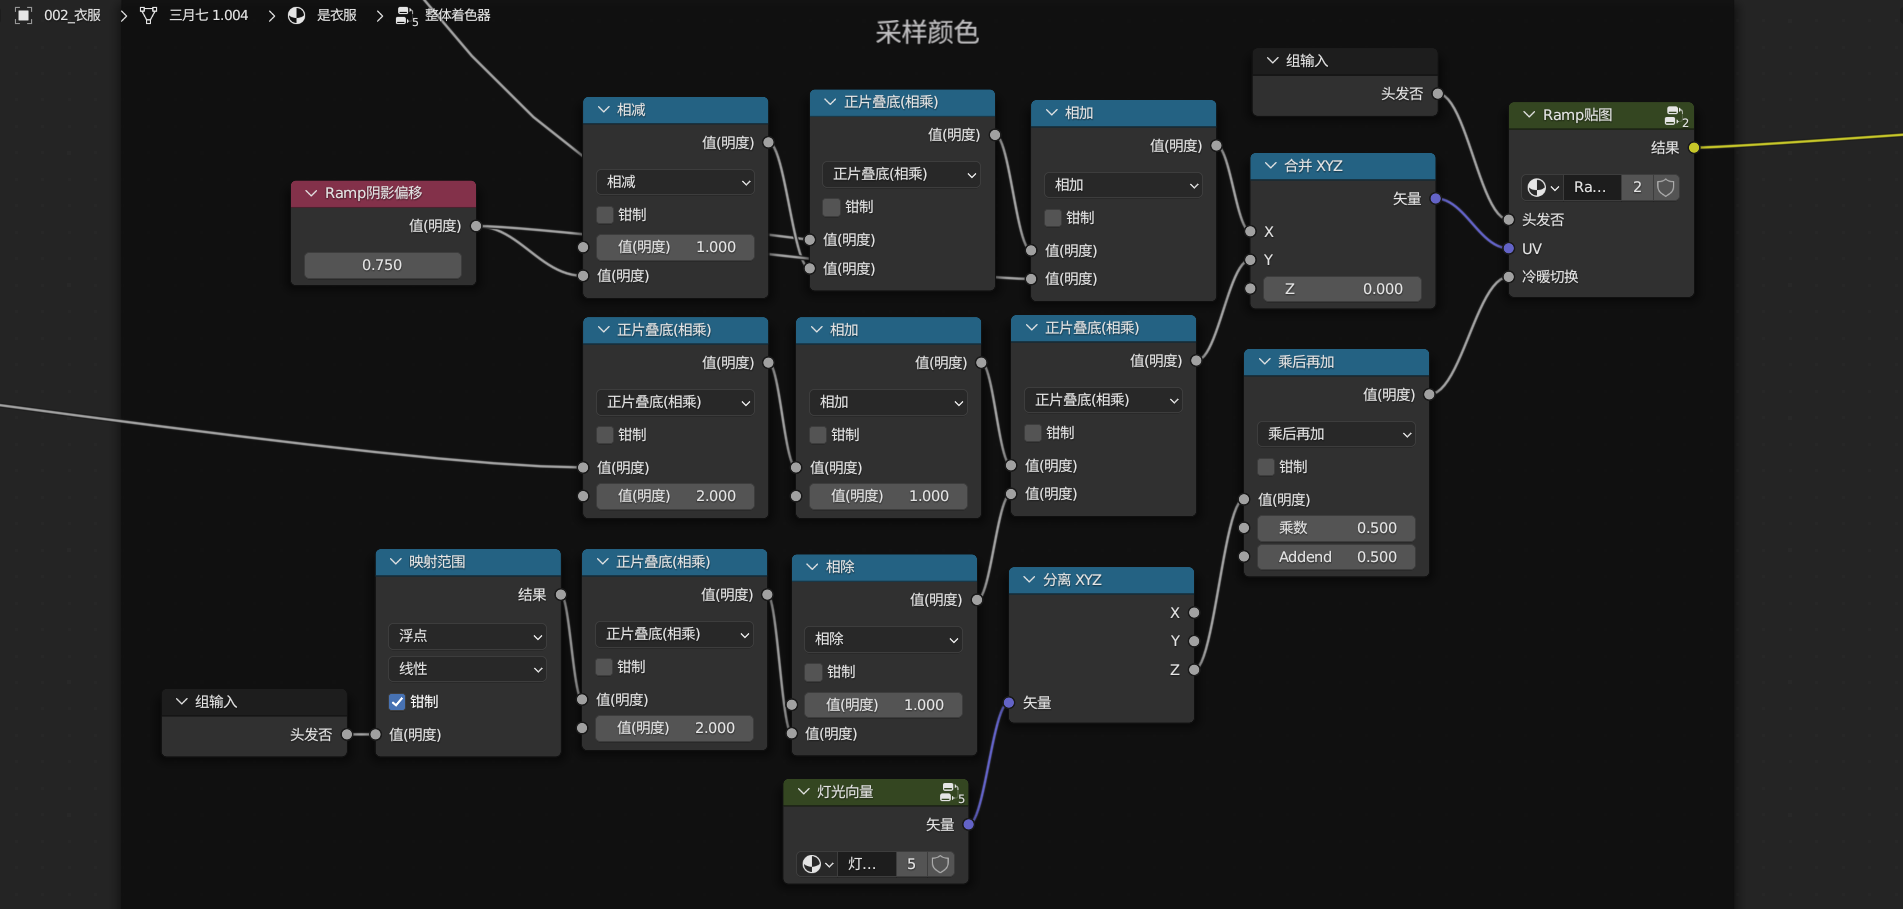 002_衣服 三月七 1.004 是衣服 5 整体着色器
采样颜色
组输入
头发否
Ramp贴图 2
结果
Ra... 2
头发否
UV
冷暖切换
相减
值(明度)
相减
钳制
值(明度) 1.000
值(明度)
正片叠底(相乘)
值(明度)
正片叠底(相乘)
钳制
值(明度)
值(明度)
相加
值(明度)
相加
钳制
值(明度)
值(明度)
合并 XYZ
矢量
X
Y
Z 0.000
Ramp阴影偏移
值(明度)
0.750
正片叠底(相乘)
值(明度)
正片叠底(相乘)
钳制
值(明度)
值(明度) 2.000
相加
值(明度)
相加
钳制
值(明度)
值(明度) 1.000
正片叠底(相乘)
值(明度)
正片叠底(相乘)
钳制
值(明度)
值(明度)
乘后再加
值(明度)
乘后再加
钳制
值(明度)
乘数 0.500
Addend 0.500
组输入
头发否
映射范围
结果
浮点
线性
钳制
值(明度)
正片叠底(相乘)
值(明度)
正片叠底(相乘)
钳制
值(明度)
值(明度) 2.000
相除
值(明度)
相除
钳制
值(明度) 1.000
值(明度)
分离 XYZ
X
Y
Z
矢量
灯光向量 5
矢量
灯... 5